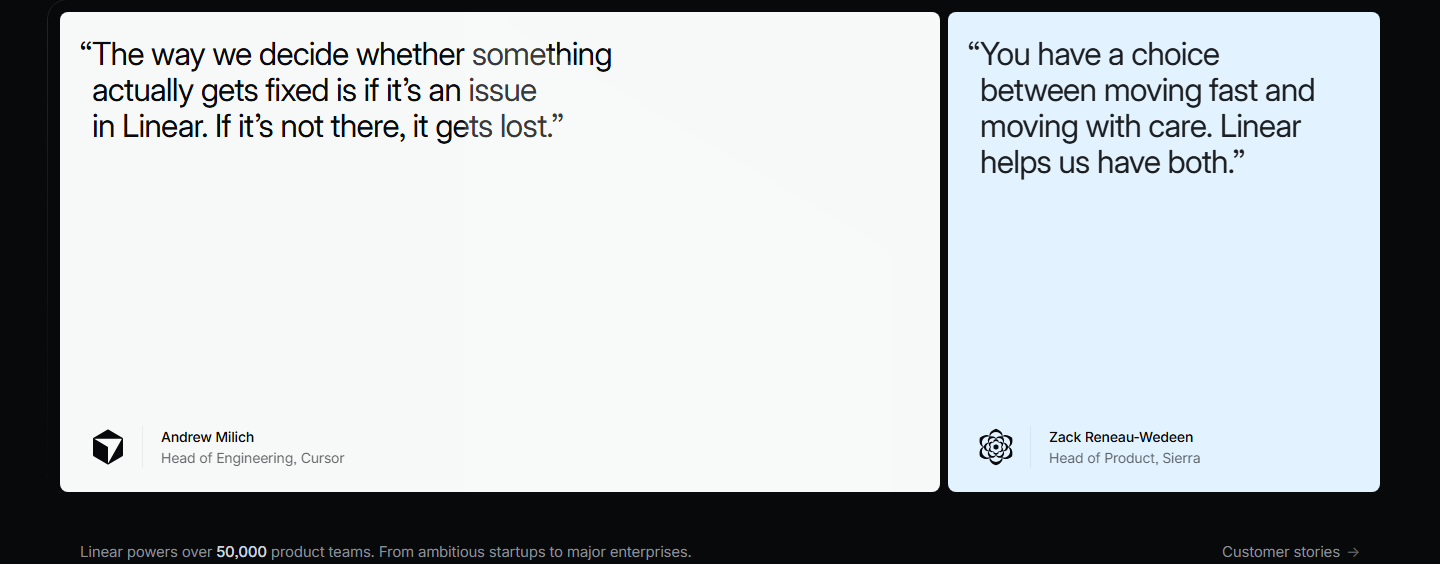 “The way we decide whether something
actually gets fixed is if it’s an issue
in Linear. If it’s not there, it gets lost.”
Andrew Milich
Head of Engineering, Cursor
“You have a choice
between moving fast and
moving with care. Linear
helps us have both.”
Zack Reneau-Wedeen
Head of Product, Sierra
Linear powers over 50,000 product teams. From ambitious startups to major enterprises.
Customer stories →